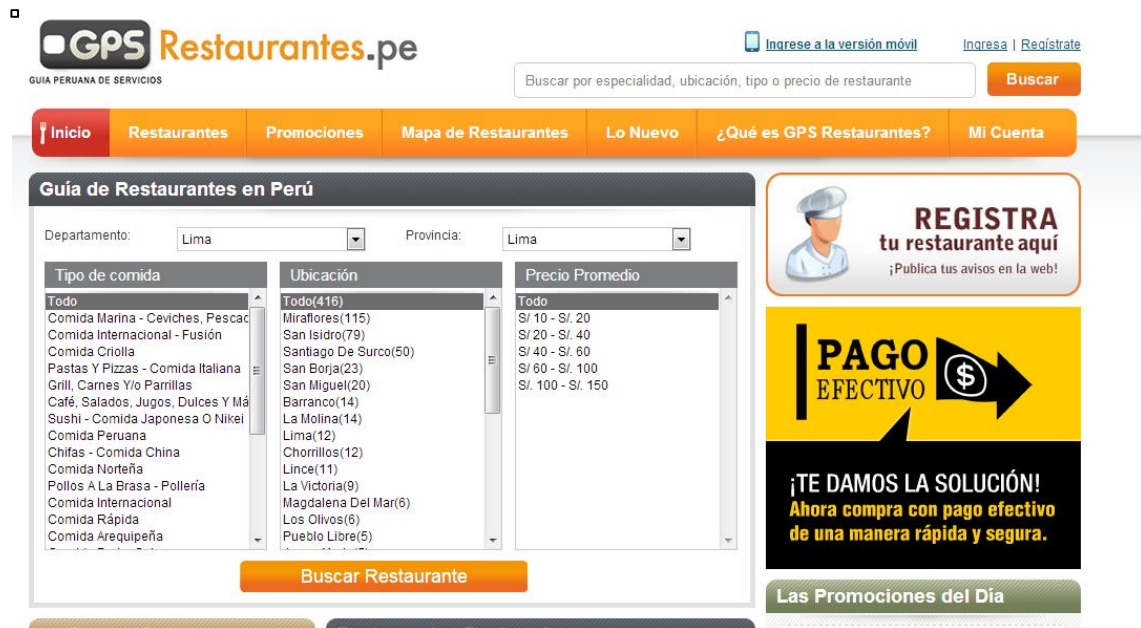 GPS Restaurantes.pe
GUIA PERUANA DE SERVICIOS
Ingrese a la versión móvil
Ingresa | Regístrate
Buscar por especialidad, ubicación, tipo o precio de restaurante
Buscar
Inicio
Restaurantes
Promociones
Mapa de Restaurantes
Lo Nuevo
¿Qué es GPS Restaurantes?
Mi Cuenta
Guía de Restaurantes en Perú
Departamento:
Lima
Provincia:
Lima
Tipo de comida
Todo
Comida Marina - Ceviches, Pescad
Comida Internacional - Fusión
Comida Criolla
Pastas Y Pizzas - Comida Italiana
Grill, Carnes Y/o Parrillas
Café, Salados, Jugos, Dulces Y Má
Sushi - Comida Japonesa O Nikei
Comida Peruana
Chifas - Comida China
Comida Norteña
Pollos A La Brasa - Pollería
Comida Internacional
Comida Rápida
Comida Arequipeña
Ubicación
Todo(416)
Miraflores(115)
San Isidro(79)
Santiago De Surco(50)
San Borja(23)
San Miguel(20)
Barranco(14)
La Molina(14)
Lima(12)
Chorrillos(12)
Lince(11)
La Victoria(9)
Magdalena Del Mar(6)
Los Olivos(6)
Pueblo Libre(5)
Precio Promedio
Todo
S/ 10 - S/. 20
S/ 20 - S/. 40
S/ 40 - S/. 60
S/ 60 - S/. 100
S/. 100 - S/. 150
Buscar Restaurante
REGISTRA
tu restaurante aquí
¡Publica tus avisos en la web!
PAGO
EFECTIVO
¡TE DAMOS LA SOLUCIÓN!
Ahora compra con pago efectivo
de una manera rápida y segura.
Las Promociones del Día